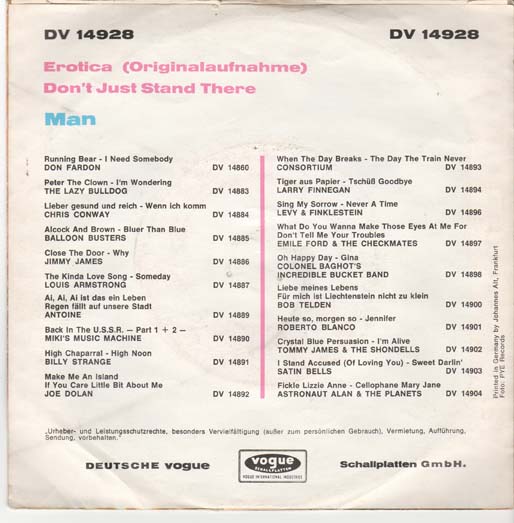 DV 14928
DV 14928
Erotica (Originalaufnahme)
Don't Just Stand There
Man
Running Bear - I Need Somebody
DON FARDON DV 14860
Peter The Clown - I'm Wondering
THE LAZY BULLDOG DV 14883
Lieber gesund und reich - Wenn ich komm
CHRIS CONWAY DV 14884
Alcock And Brown - Bluer Than Blue
BALLOON BUSTERS DV 14885
Close The Door - Why
JIMMY JAMES DV 14886
The Kinda Love Song - Someday
LOUIS ARMSTRONG DV 14887
Ai, Ai, Ai ist das ein Leben
Regen fällt auf unsere Stadt
ANTOINE DV 14889
Back In The U.S.S.R. — Part 1 + 2 —
MIKI'S MUSIC MACHINE DV 14890
High Chaparral - High Noon
BILLY STRANGE DV 14891
Make Me An Island
If You Care Little Bit About Me
JOE DOLAN DV 14892
When The Day Breaks - The Day The Train Never
CONSORTIUM DV 14893
Tiger aus Papier - Tschüß Goodbye
LARRY FINNEGAN DV 14894
Sing My Sorrow - Never A Time
LEVY & FINKLESTEIN DV 14896
What Do You Wanna Make Those Eyes At Me For
Don't Tell Me Your Troubles
EMILE FORD & THE CHECKMATES DV 14897
Oh Happy Day - Gina
COLONEL BAGHOT'S
INCREDIBLE BUCKET BAND DV 14898
Liebe meines Lebens
Für mich ist Liechtenstein nicht zu klein
BOB TELDEN DV 14900
Heute so, morgen so - Jennifer
ROBERTO BLANCO DV 14901
Crystal Blue Persuasion - I'm Alive
TOMMY JAMES & THE SHONDELLS DV 14902
I Stand Accused (Of Loving You) - Sweet Darlin'
SATIN BELLS DV 14903
Fickle Lizzie Anne - Cellophane Mary Jane
ASTRONAUT ALAN & THE PLANETS DV 14904
Printed in Germany by Johannes Alt, Frankfurt
Foto: PYE Records
„Urheber- und Leistungsschutzrechte, besonders Vervielfältigung (außer zum persönlichen Gebrauch), Vermietung, Aufführung,
Sendung, vorbehalten."
DEUTSCHE vogue
vogue
SCHALLPLATTEN
VOGUE INTERNATIONAL INDUSTRIES
Schallplatten GmbH.